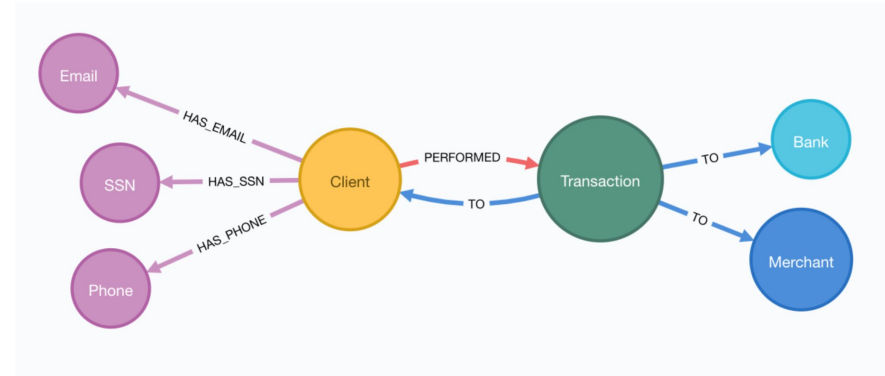 Email
HAS_EMAIL
SSN
HAS_SSN
Client
PERFORMED
Transaction
TO
Bank
TO
HAS_PHONE
Phone
TO
Merchant